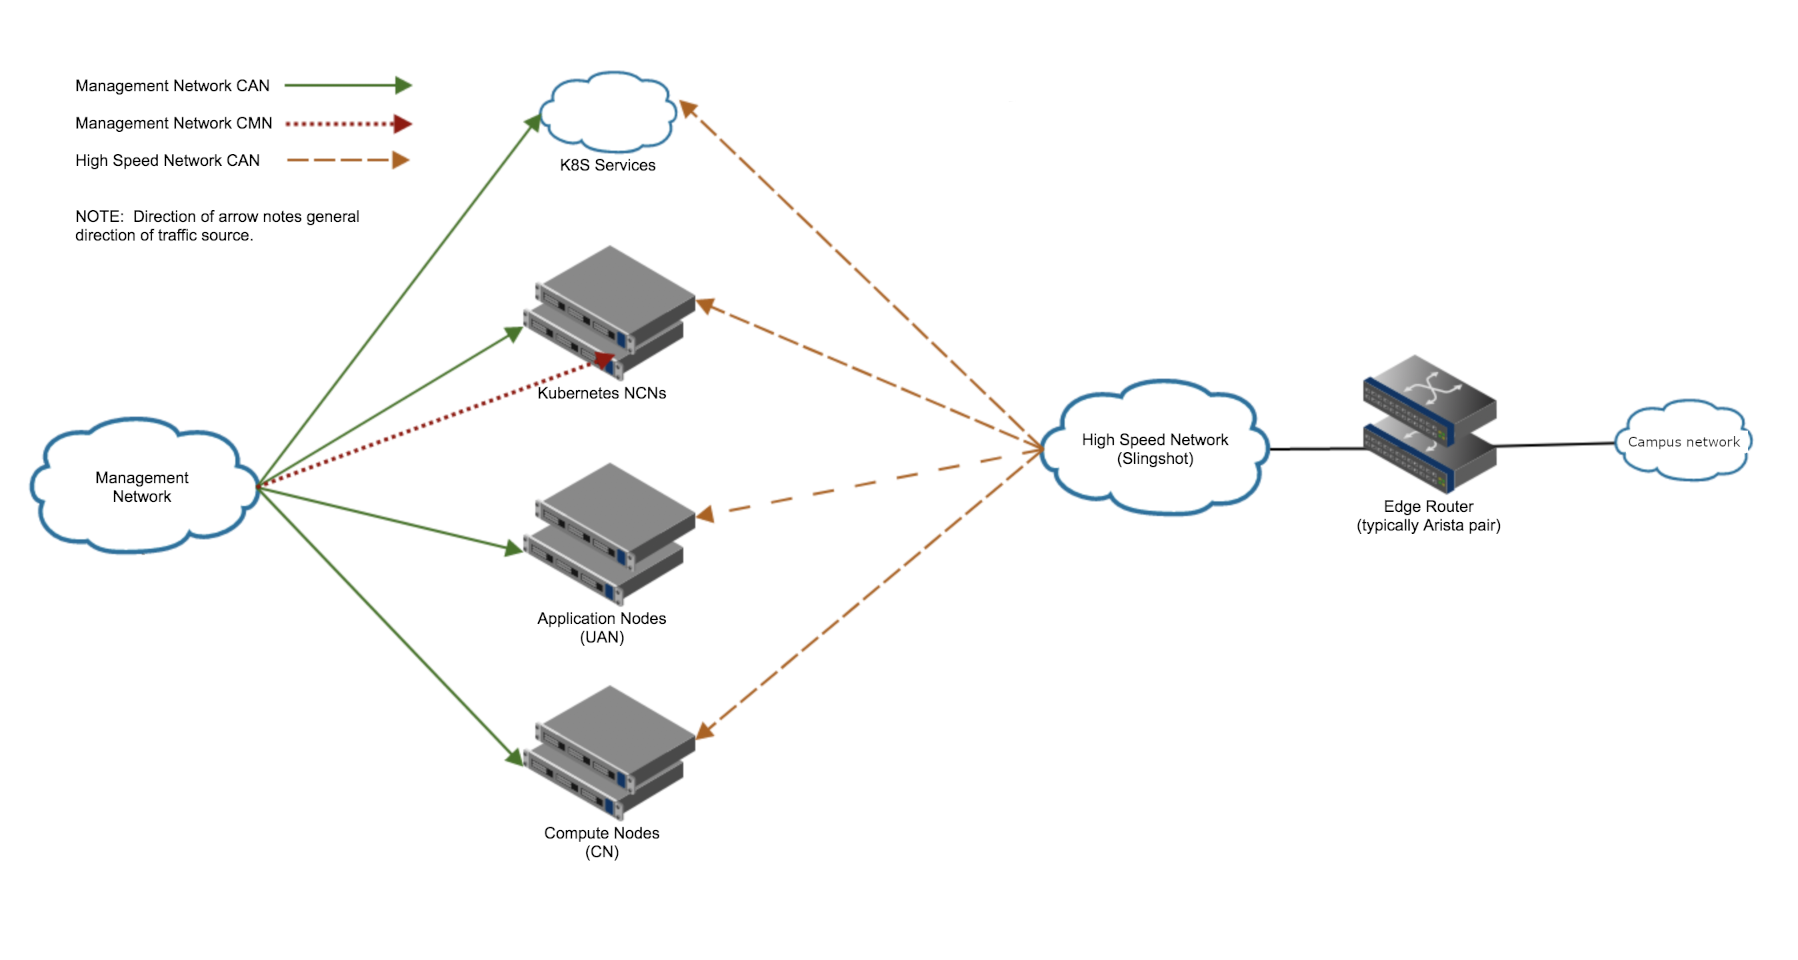 Management Network CAN
Management Network CMN
High Speed Network CAN
NOTE:  Direction of arrow notes general
direction of traffic source.
K8S Services
Kubernetes NCNs
Management
Network
High Speed Network
(Slingshot)
Campus network
Edge Router
(typically Arista pair)
Application Nodes
(UAN)
Compute Nodes
(CN)